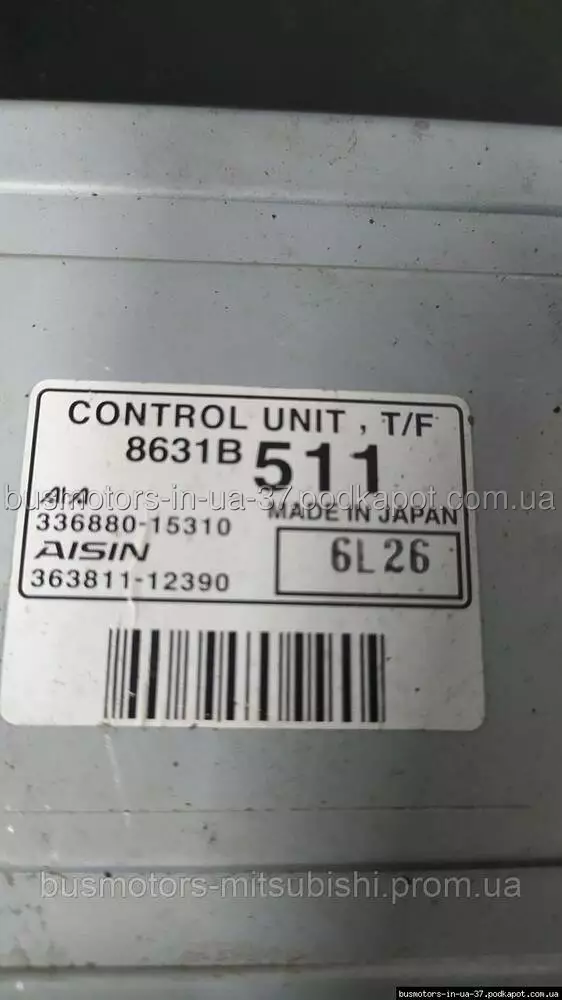 CONTROL UNIT , T/F
8631B 511
AiA MADE IN JAPAN
busmotors-in-ua-37.podkapot.com.ua
336880-15310
AISIN 6L26
363811-12390
busmotors-mitsubishi.prom.ua
busmotors-in-ua-37.podkapot.com.ua